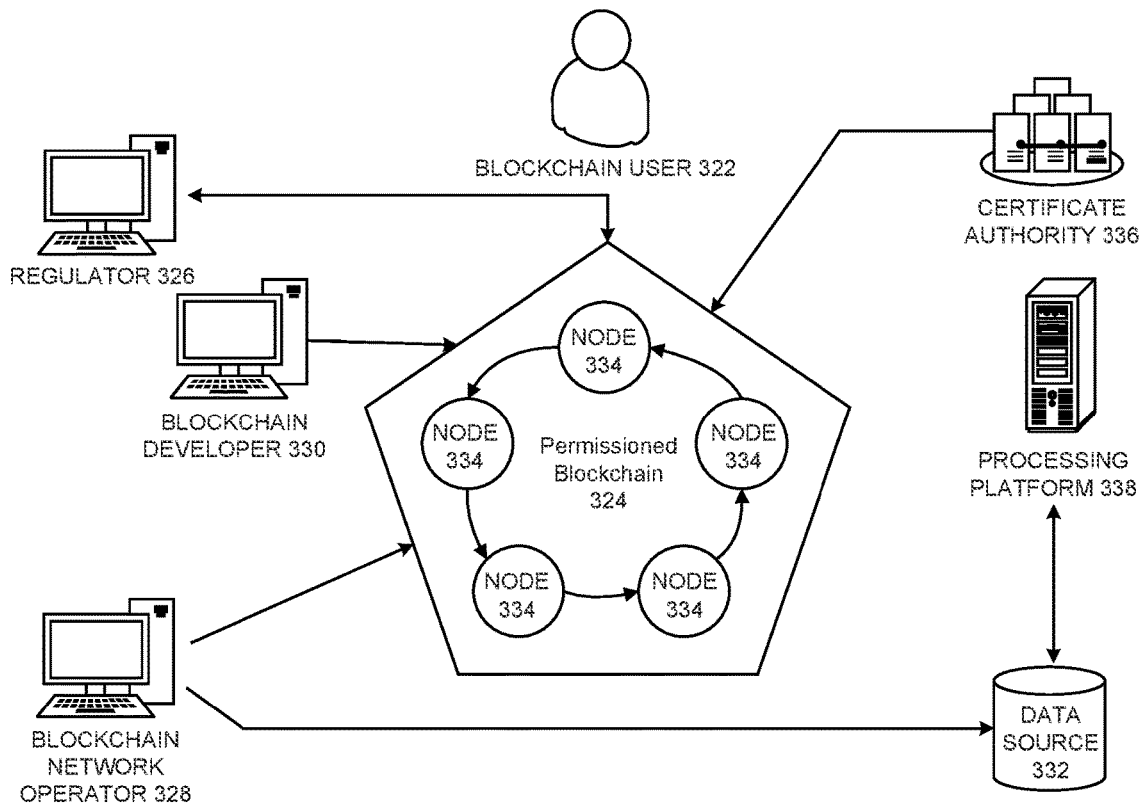 BLOCKCHAIN USER 322
REGULATOR 326
CERTIFICATE
AUTHORITY 336
BLOCKCHAIN
DEVELOPER 330
NODE
334
NODE
334
Permissioned
Blockchain
324
NODE
334
NODE
334
NODE
334
PROCESSING
PLATFORM 338
BLOCKCHAIN
NETWORK
OPERATOR 328
DATA
SOURCE
332